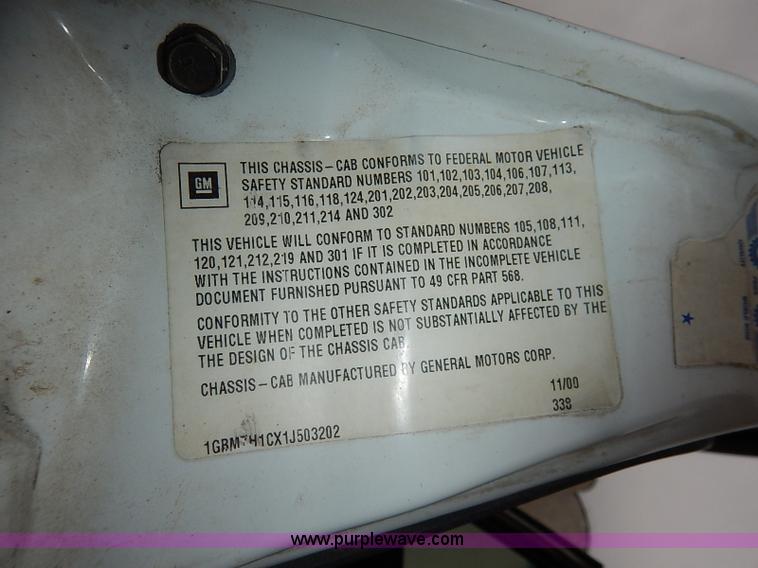 GM
THIS CHASSIS-CAB CONFORMS TO FEDERAL MOTOR VEHICLE
SAFETY STANDARD NUMBERS 101,102,103,104,106,107,113,
114,115,116,118,124,201,202,203,204,205,206,207,208,
209,210,211,214 AND 302
THIS VEHICLE WILL CONFORM TO STANDARD NUMBERS 105,108,111,
120,121,212,219 AND 301 IF IT IS COMPLETED IN ACCORDANCE
WITH THE INSTRUCTIONS CONTAINED IN THE INCOMPLETE VEHICLE
DOCUMENT FURNISHED PURSUANT TO 49 CFR PART 568.
CONFORMITY TO THE OTHER SAFETY STANDARDS APPLICABLE TO THIS
VEHICLE WHEN COMPLETED IS NOT SUBSTANTIALLY AFFECTED BY THE
THE DESIGN OF THE CHASSIS CAB.
CHASSIS-CAB MANUFACTURED BY GENERAL MOTORS CORP.
11/00
338
1GBM7H1CX1J503202
www.purplewave.com